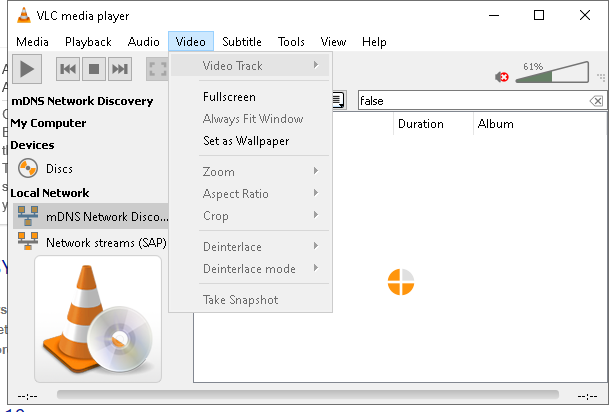 VLC media player
Media Playback Audio Video Subtitle Tools View Help
Video Track
61%
Fullscreen
Always Fit Window
Set as Wallpaper
Zoom
Aspect Ratio
Crop
Deinterlace
Deinterlace mode
Take Snapshot
mDNS Network Discovery
My Computer
Devices
Discs
Local Network
mDNS Network Disco...
Network streams (SAP)
false
Duration Album
--:-- --:--